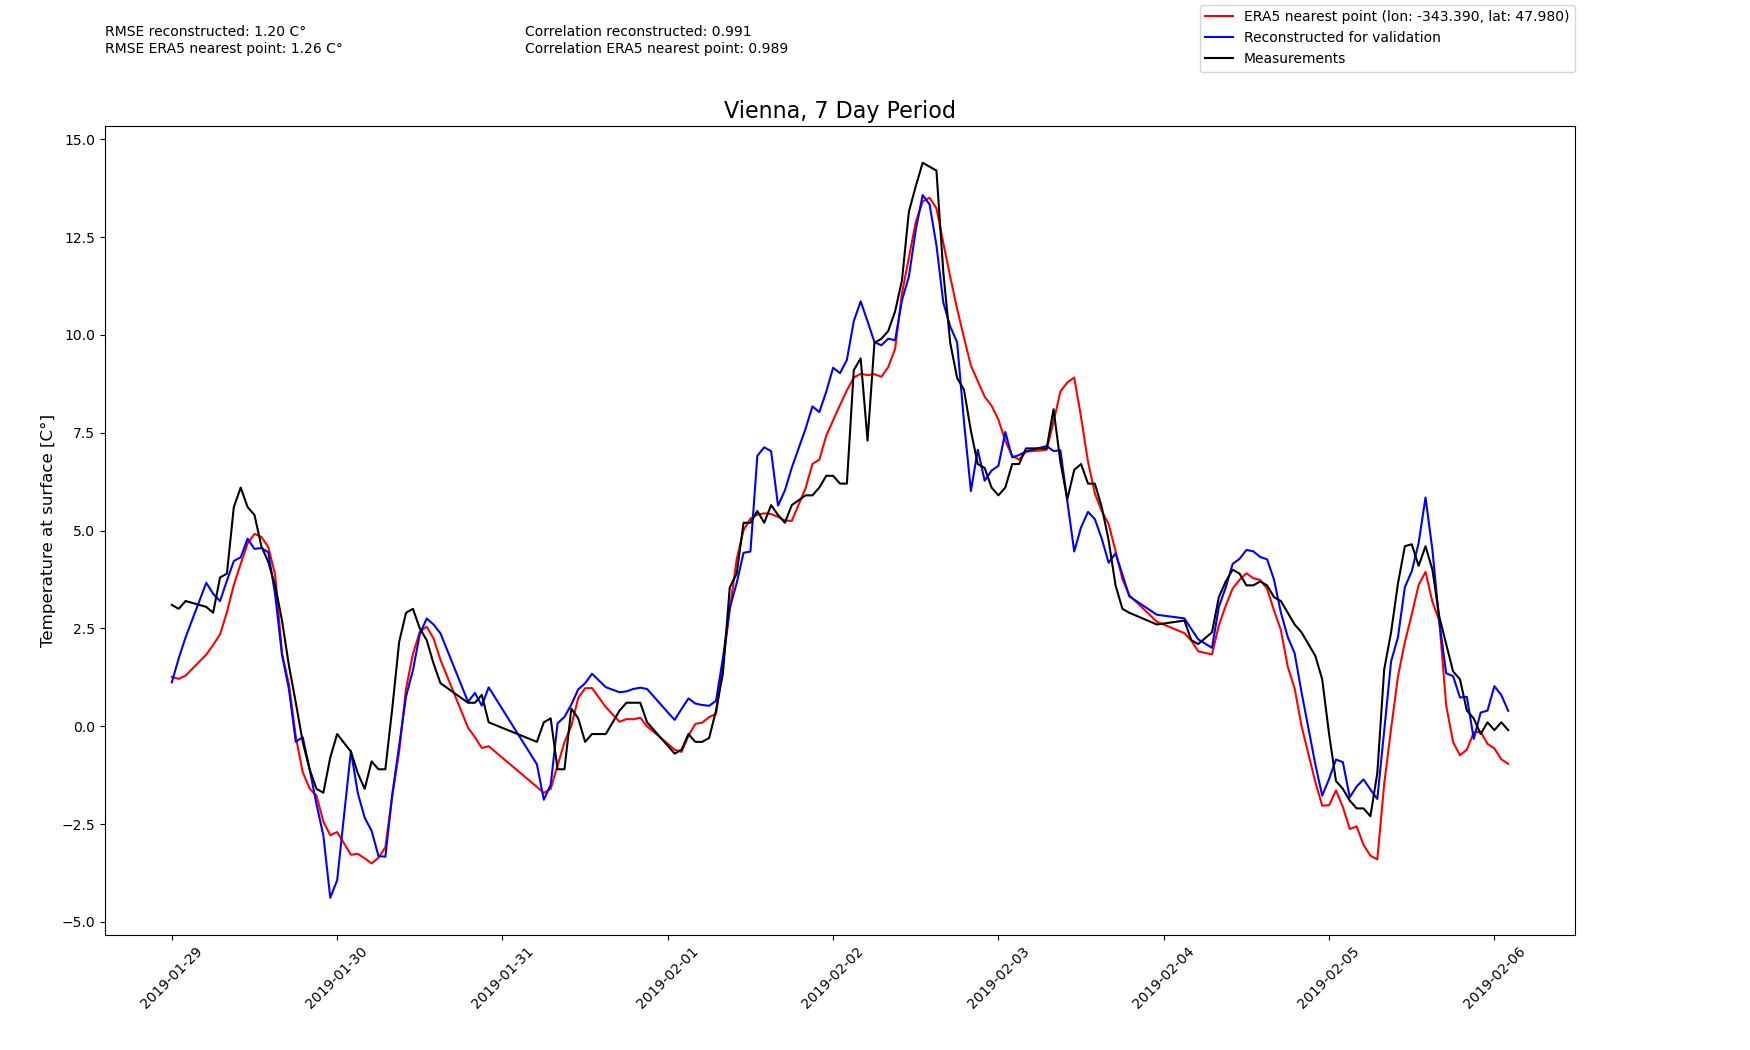 RMSE reconstructed: 1.20 C°
RMSE ERA5 nearest point: 1.26 C°
Correlation reconstructed: 0.991
Correlation ERA5 nearest point: 0.989
ERA5 nearest point (lon: -343.390, lat: 47.980)
Reconstructed for validation
Measurements
Vienna, 7 Day Period
Temperature at surface [C°]
15.0
12.5
10.0
7.5
5.0
2.5
0.0
−2.5
−5.0
2019-01-29
2019-01-30
2019-01-31
2019-02-01
2019-02-02
2019-02-03
2019-02-04
2019-02-05
2019-02-06